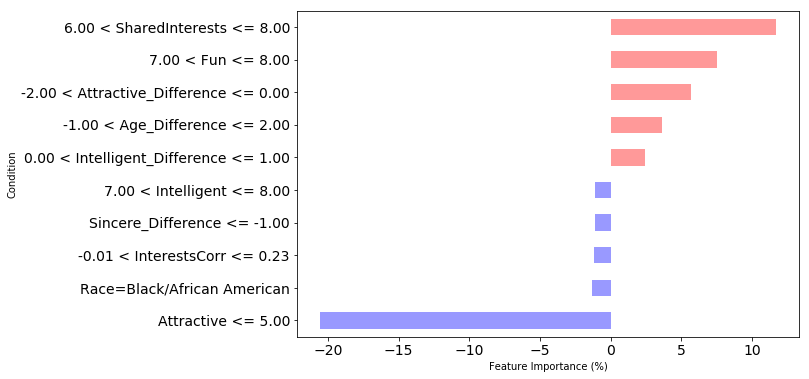 6.00 < SharedInterests <= 8.00
7.00 < Fun <= 8.00
-2.00 < Attractive_Difference <= 0.00
-1.00 < Age_Difference <= 2.00
0.00 < Intelligent_Difference <= 1.00
7.00 < Intelligent <= 8.00
Sincere_Difference <= -1.00
-0.01 < InterestsCorr <= 0.23
Race=Black/African American
Attractive <= 5.00
Condition
−20 −15 −10 −5 0 5 10
Feature Importance (%)